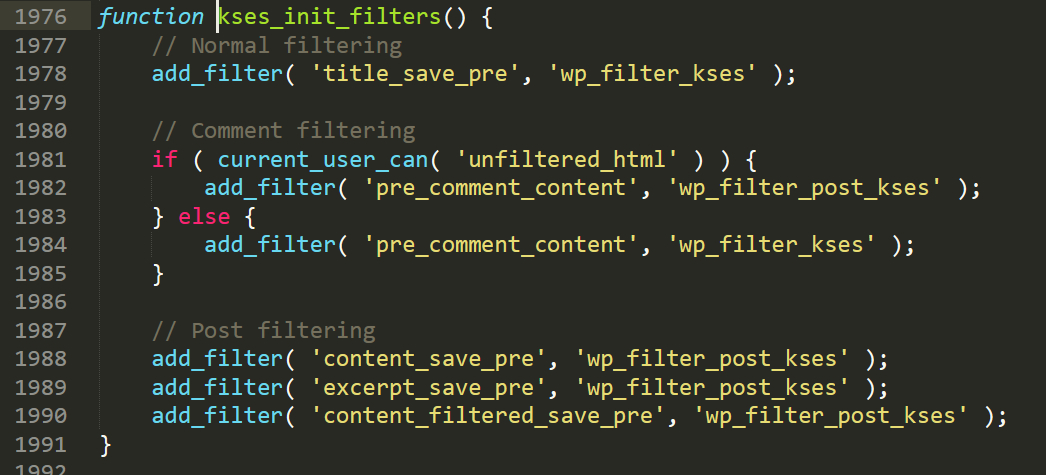 1976 function kses_init_filters() {
1977     // Normal filtering
1978     add_filter( 'title_save_pre', 'wp_filter_kses' );
1979
1980     // Comment filtering
1981     if ( current_user_can( 'unfiltered_html' ) ) {
1982         add_filter( 'pre_comment_content', 'wp_filter_post_kses' );
1983     } else {
1984         add_filter( 'pre_comment_content', 'wp_filter_kses' );
1985     }
1986
1987     // Post filtering
1988     add_filter( 'content_save_pre', 'wp_filter_post_kses' );
1989     add_filter( 'excerpt_save_pre', 'wp_filter_post_kses' );
1990     add_filter( 'content_filtered_save_pre', 'wp_filter_post_kses' );
1991 }
1992